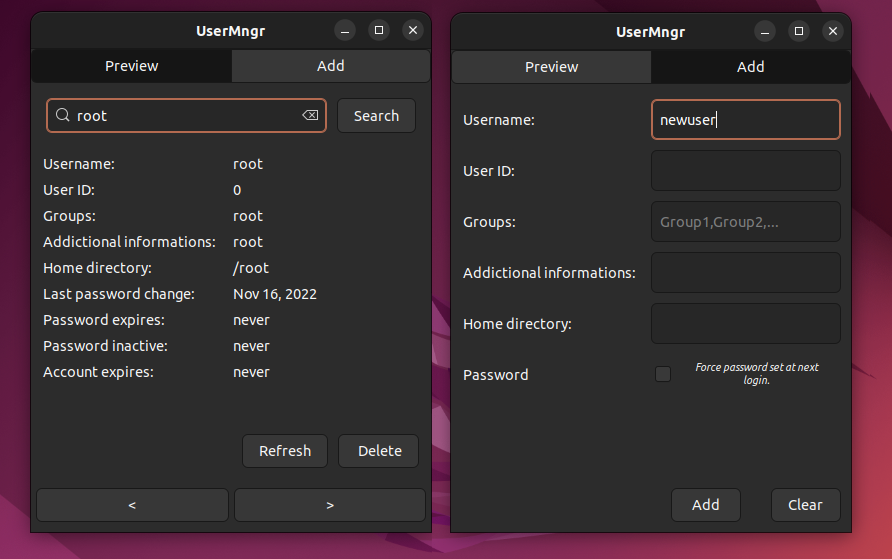 UserMngr
Preview Add
root Search
Username: root
User ID: 0
Groups: root
Addictional informations: root
Home directory: /root
Last password change: Nov 16, 2022
Password expires: never
Password inactive: never
Account expires: never
Refresh Delete
< >
UserMngr
Preview Add
Username: newuser
User ID:
Groups: Group1,Group2,...
Addictional informations:
Home directory:
Password Force password set at next
login.
Add Clear